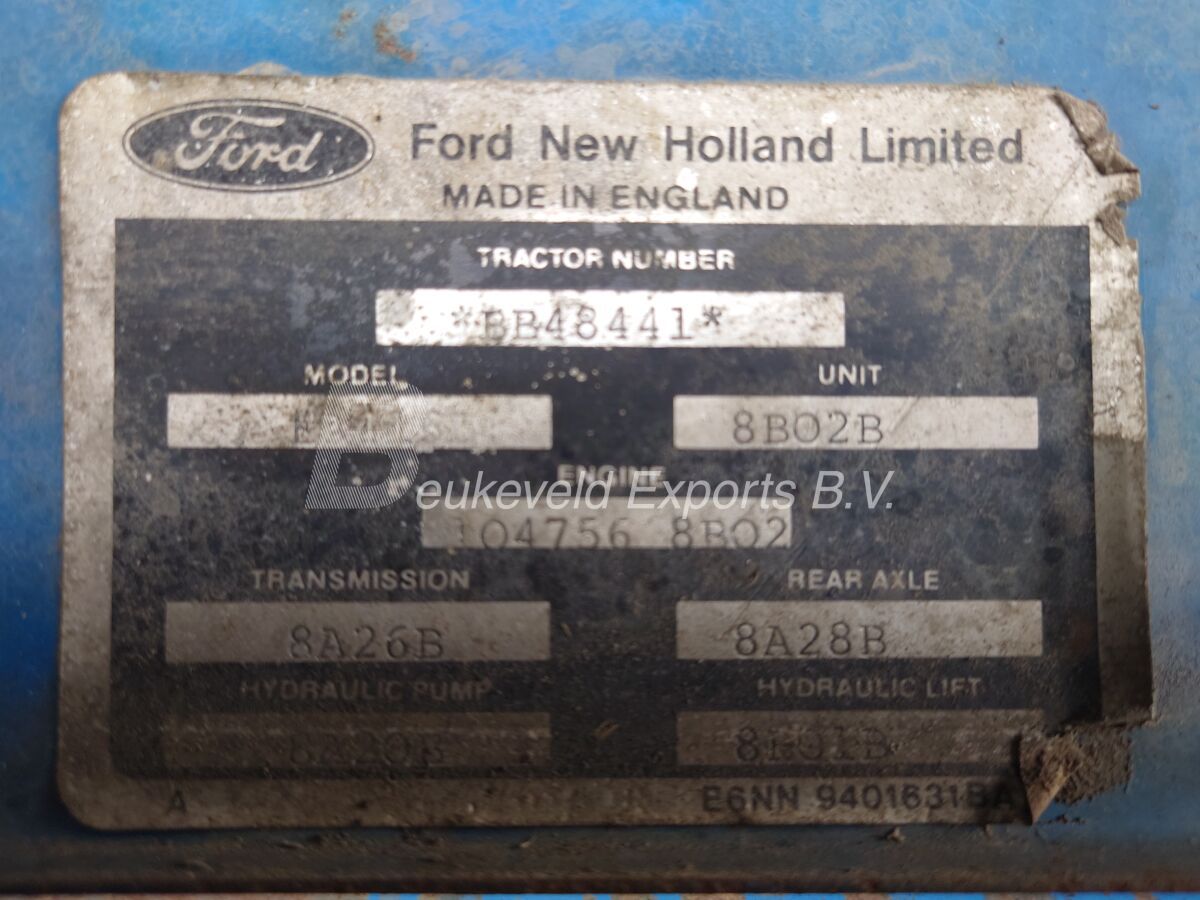 Ford Ford New Holland Limited
MADE IN ENGLAND
TRACTOR NUMBER
*BB48441*
MODEL UNIT
8B02B
ENGINE
Beukeveld Exports B.V.
104756 8B02
TRANSMISSION REAR AXLE
8A26B 8A28B
HYDRAULIC PUMP HYDRAULIC LIFT
8B01B
A E6NN 9401631BA